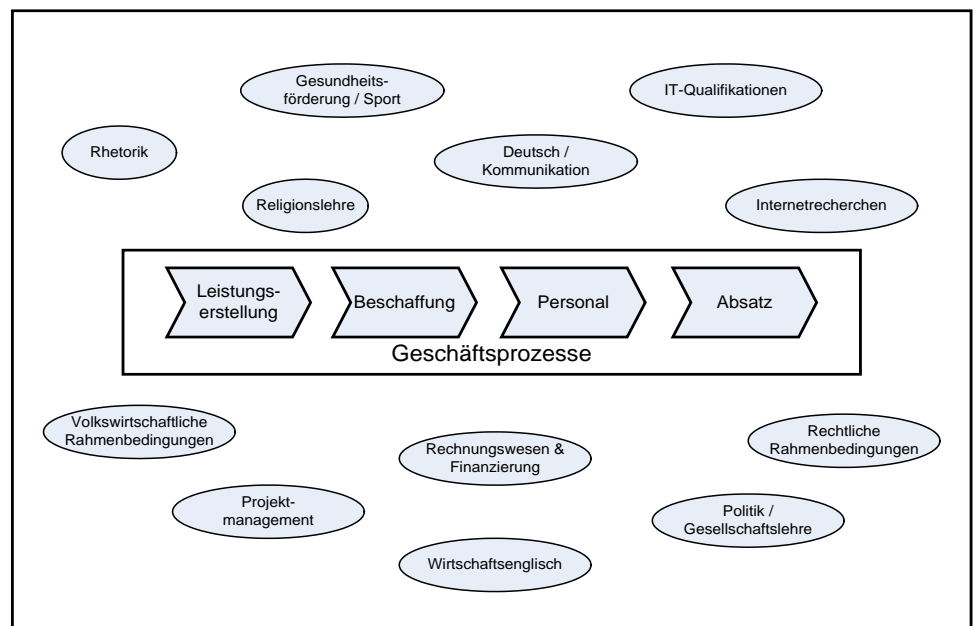 Gesundheits-
förderung / Sport
IT-Qualifikationen
Rhetorik
Deutsch /
Kommunikation
Religionslehre
Internetrecherchen
Leistungs-
erstellung
Beschaffung
Personal
Absatz
Geschäftsprozesse
Volkswirtschaftliche
Rahmenbedingungen
Rechnungswesen &
Finanzierung
Rechtliche
Rahmenbedingungen
Projekt-
management
Politik /
Gesellschaftslehre
Wirtschaftsenglisch